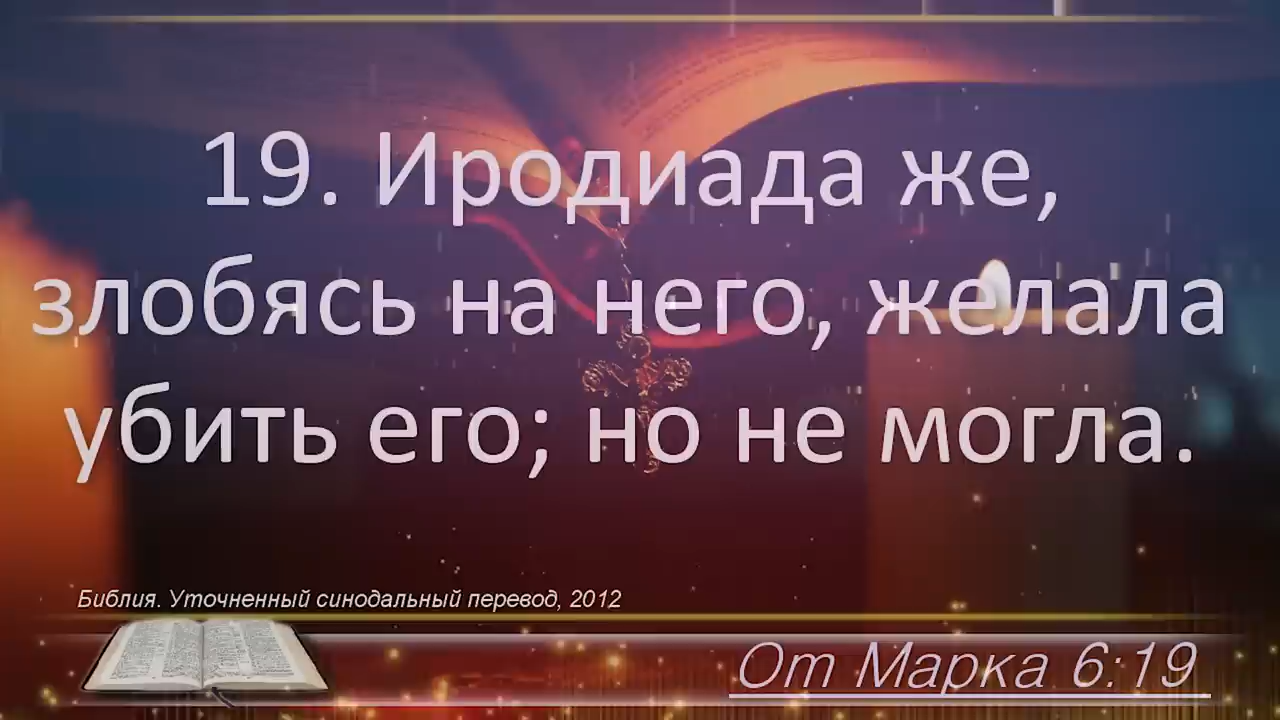 19. Иродиада же,
злобясь на него, желала
убить его; но не могла.
Библия. Уточненный синодальный перевод, 2012
От Марка 6:19